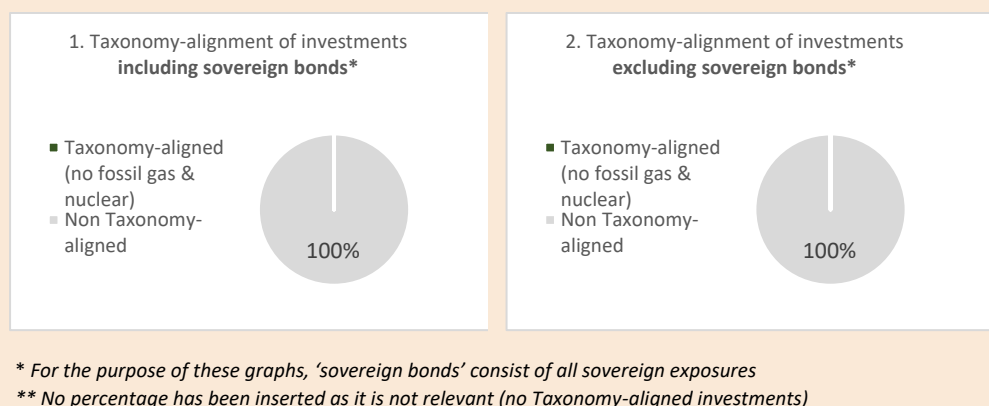 1. Taxonomy-alignment of investments
including sovereign bonds*
Taxonomy-aligned
(no fossil gas &
nuclear)
Non Taxonomy-
aligned
100%
2. Taxonomy-alignment of investments
excluding sovereign bonds*
Taxonomy-aligned
(no fossil gas &
nuclear)
Non Taxonomy-
aligned
100%
* For the purpose of these graphs, ‘sovereign bonds’ consist of all sovereign exposures
** No percentage has been inserted as it is not relevant (no Taxonomy-aligned investments)